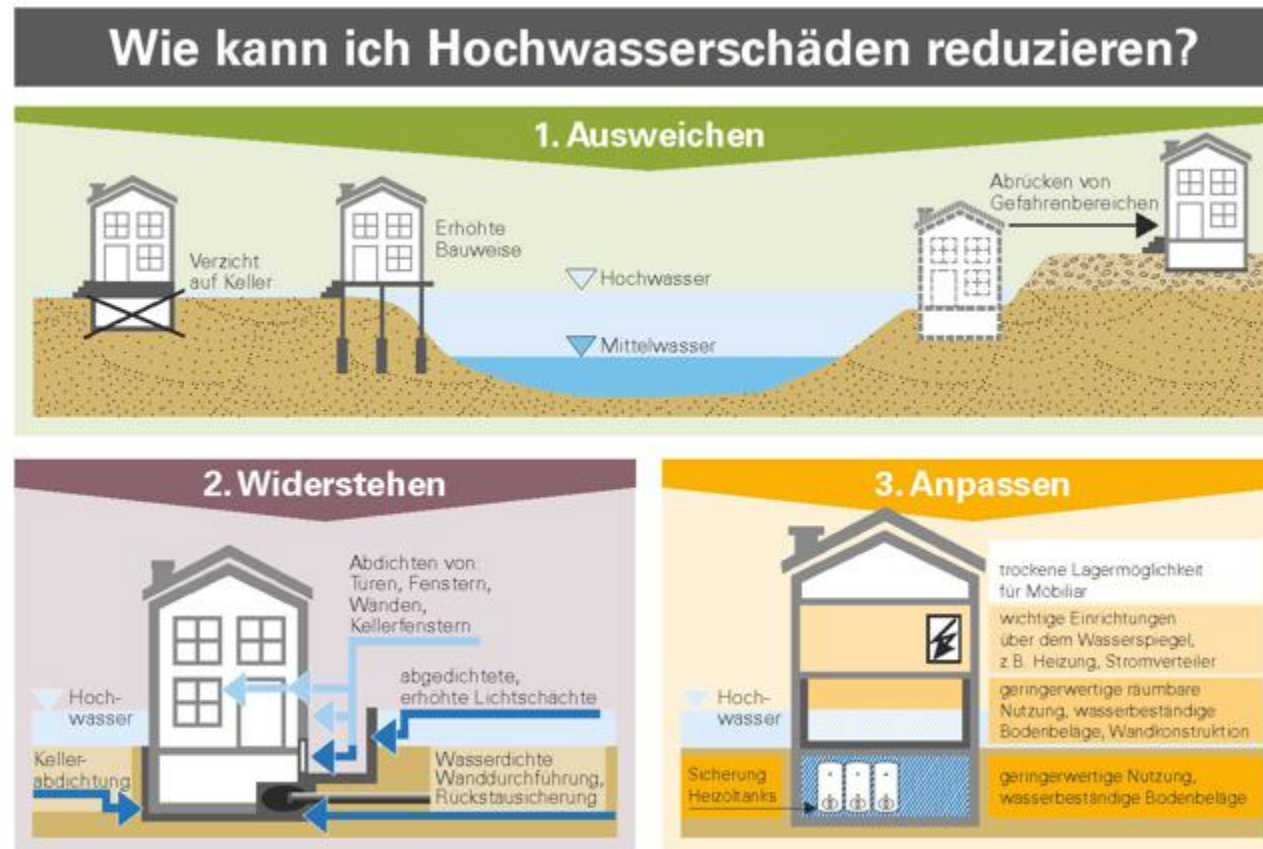 Wie kann ich Hochwasserschäden reduzieren?
1. Ausweichen
Verzicht
auf Keller
Erhöhte
Bauweise
Hochwasser
Mittelwasser
Abrücken von
Gefahrenbereichen
2. Widerstehen
Abdichten von:
Türen, Fenstern,
Wänden,
Kellerfenstern
abgedichtete,
erhöhte Lichtschächte
Hoch-
wasser
Keller-
abdichtung
Wasserdichte
Wanddurchführung,
Rückstausicherung
3. Anpassen
trockene Lagermöglichkeit
für Mobiliar
wichtige Einrichtungen
über dem Wasserspiegel,
z.B. Heizung, Stromverteiler
Hoch-
wasser
geringerwertige räumbare
Nutzung, wasserbeständige
Bodenbeläge, Wandkonstruktion
Sicherung
Heizöltanks
geringerwertige Nutzung,
wasserbeständige Bodenbeläge